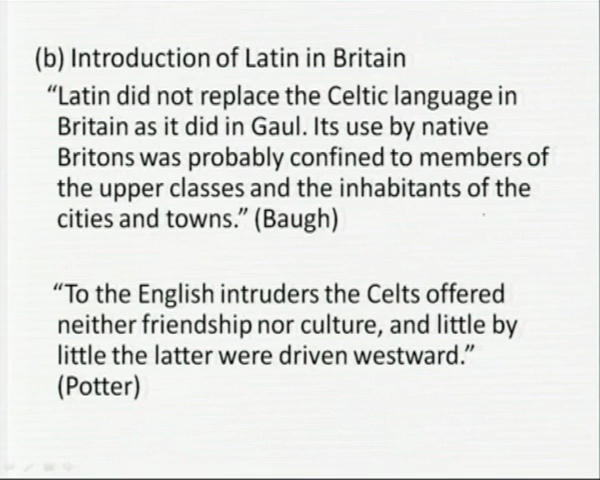 (b) Introduction of Latin in Britain
“Latin did not replace the Celtic language in
Britain as it did in Gaul. Its use by native
Britons was probably confined to members of
the upper classes and the inhabitants of the
cities and towns.” (Baugh)
“To the English intruders the Celts offered
neither friendship nor culture, and little by
little the latter were driven westward.”
(Potter)